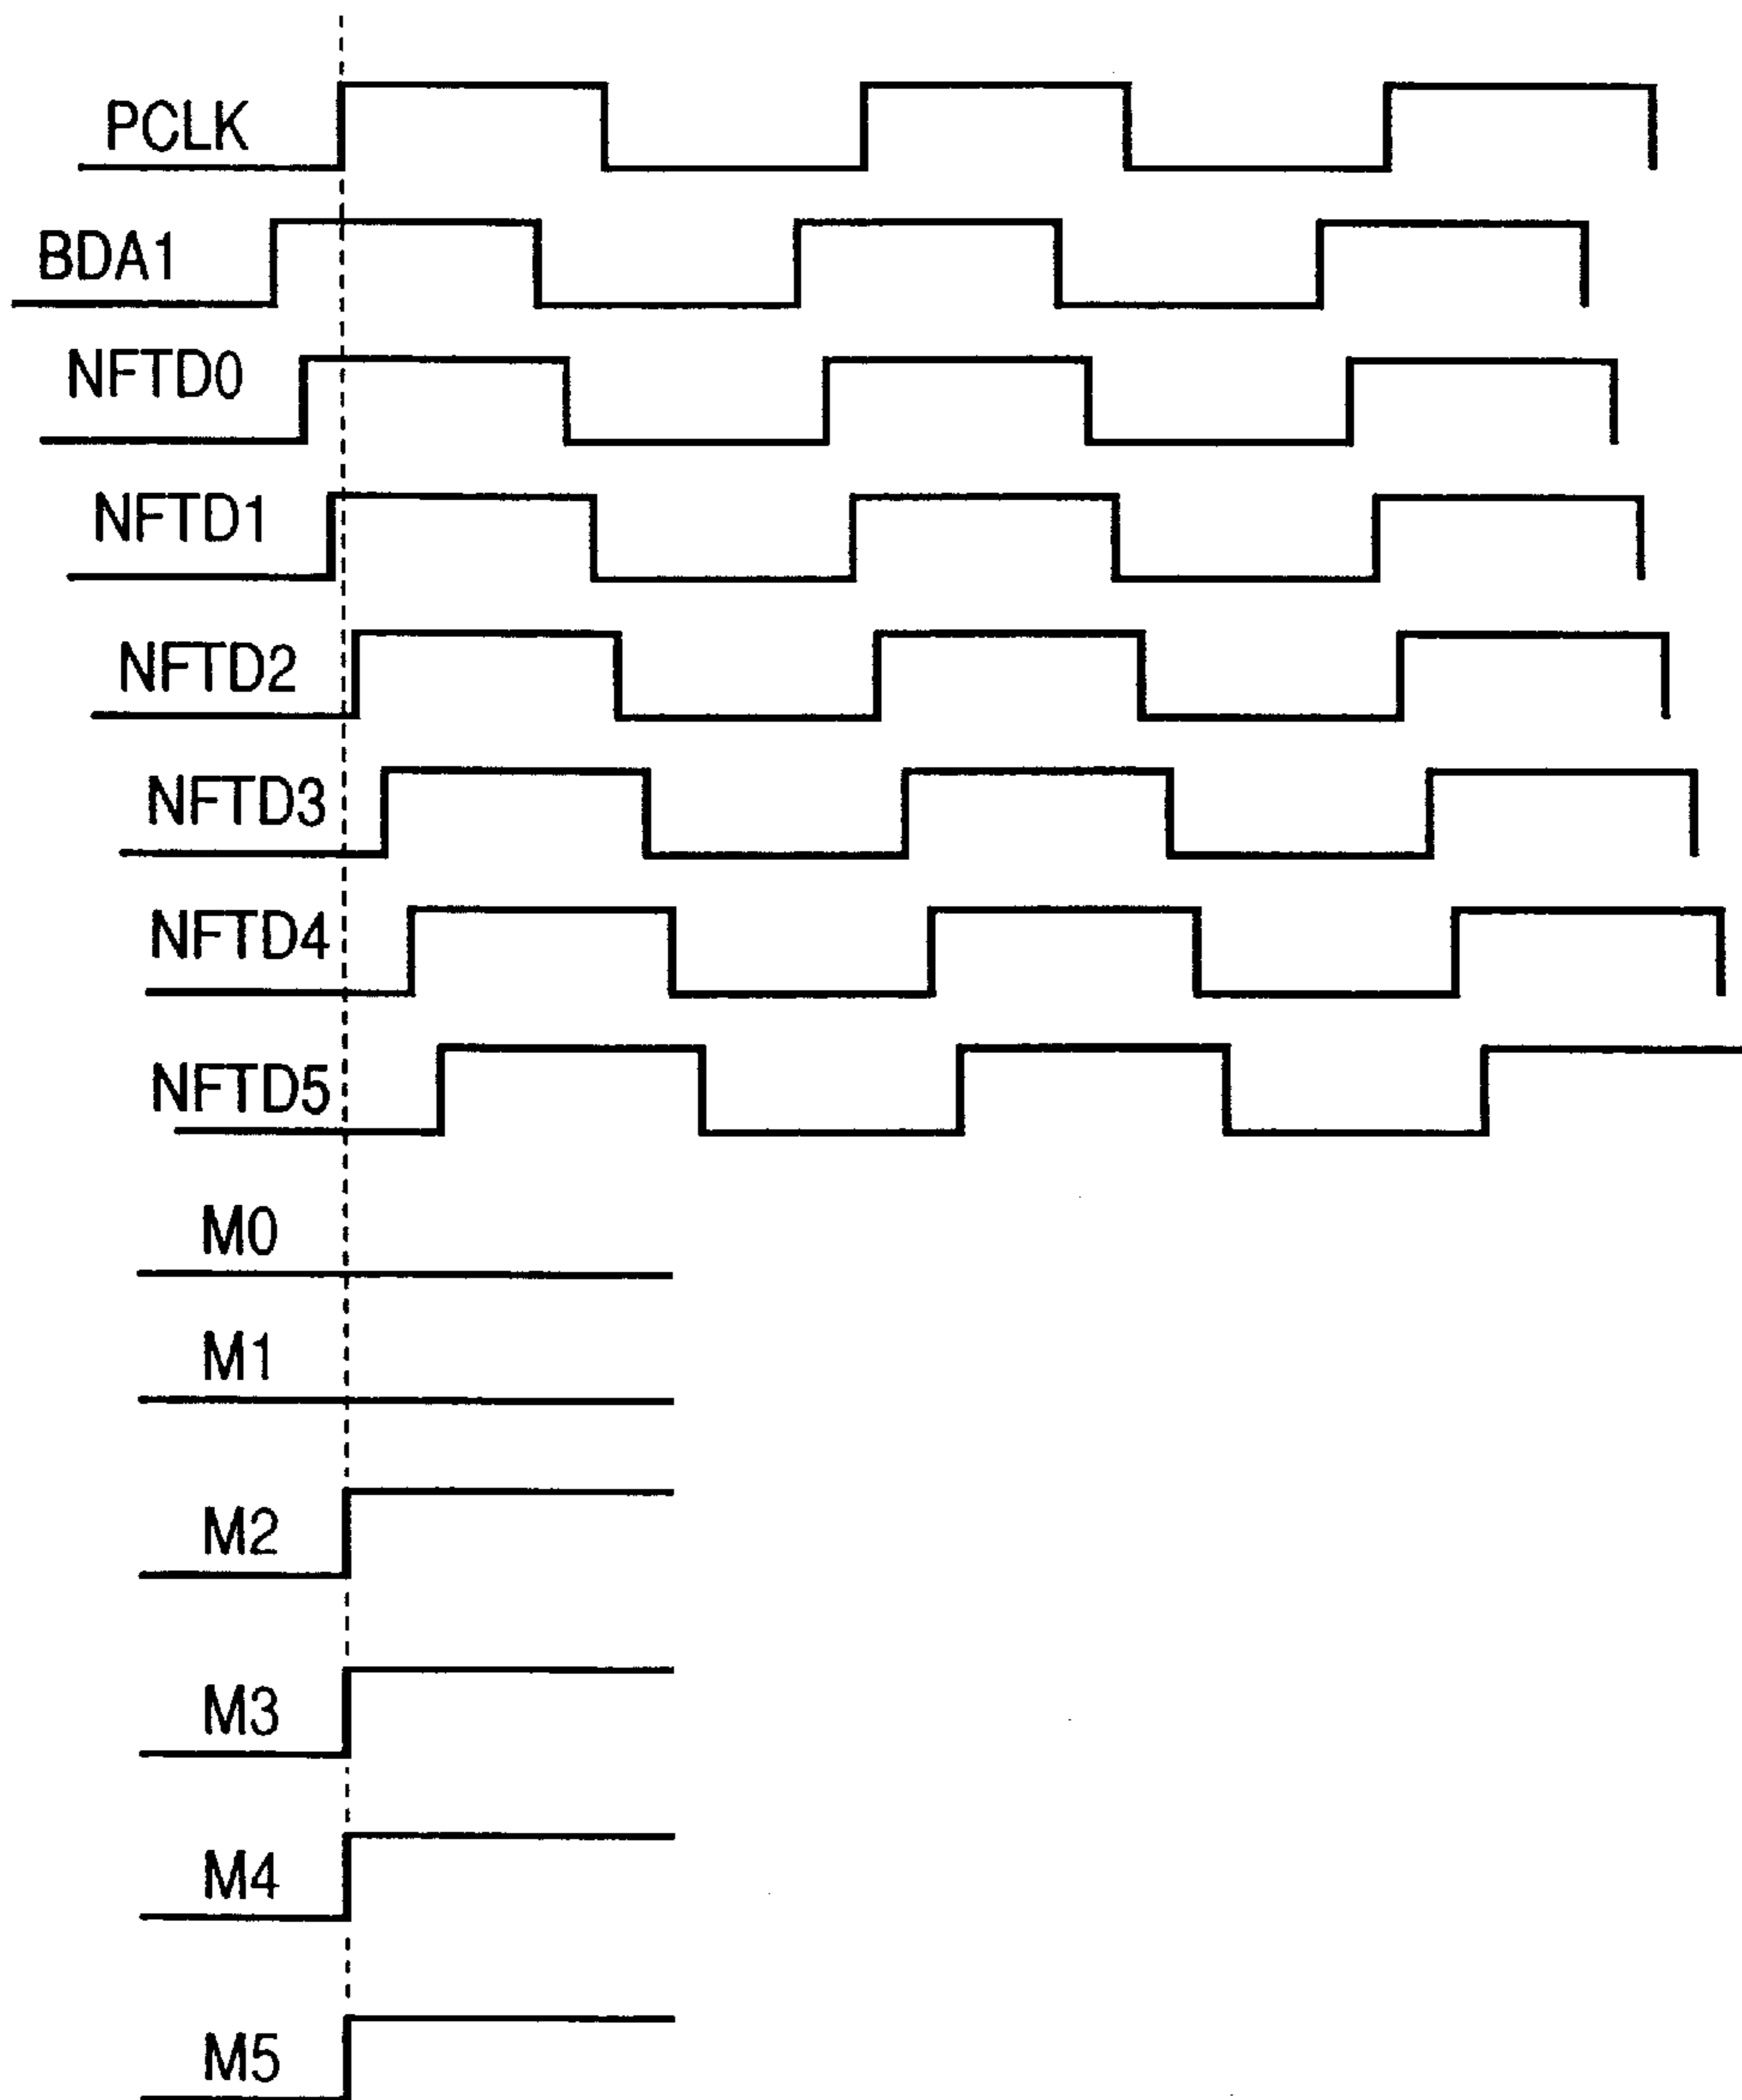 PCLK
BDA1
NFTD0
NFTD1
NFTD2
NFTD3
NFTD4
NFTD5
M0
M1
M2
M3
M4
M5